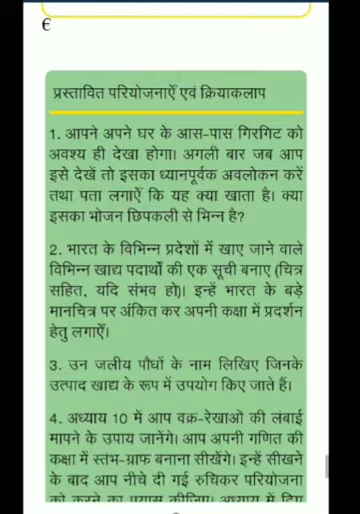 €
प्रस्तावित परियोजनाएँ एवं क्रियाकलाप
1. आपने अपने घर के आस-पास गिरगिट को
अवश्य ही देखा होगा। अगली बार जब आप
इसे देखें तो इसका ध्यानपूर्वक अवलोकन करें
तथा पता लगाएँ कि यह क्या खाता है। क्या
इसका भोजन छिपकली से भिन्न है?
2. भारत के विभिन्न प्रदेशों में खाए जाने वाले
विभिन्न खाद्य पदार्थों की एक सूची बनाए (चित्र
सहित, यदि संभव हो)। इन्हें भारत के बड़े
मानचित्र पर अंकित कर अपनी कक्षा में प्रदर्शन
हेतु लगाएँ।
3. उन जलीय पौधों के नाम लिखिए जिनके
उत्पाद खाद्य के रूप में उपयोग किए जाते हैं।
4. अध्याय 10 में आप वक्र-रेखाओं की लंबाई
मापने के उपाय जानेंगे। आप अपनी गणित की
कक्षा में स्तंभ-ग्राफ बनाना सीखेंगे। इन्हें सीखने
के बाद आप नीचे दी गई रुचिकर परियोजना
को करने का प्रयास कीजिए। अध्याय में दिए